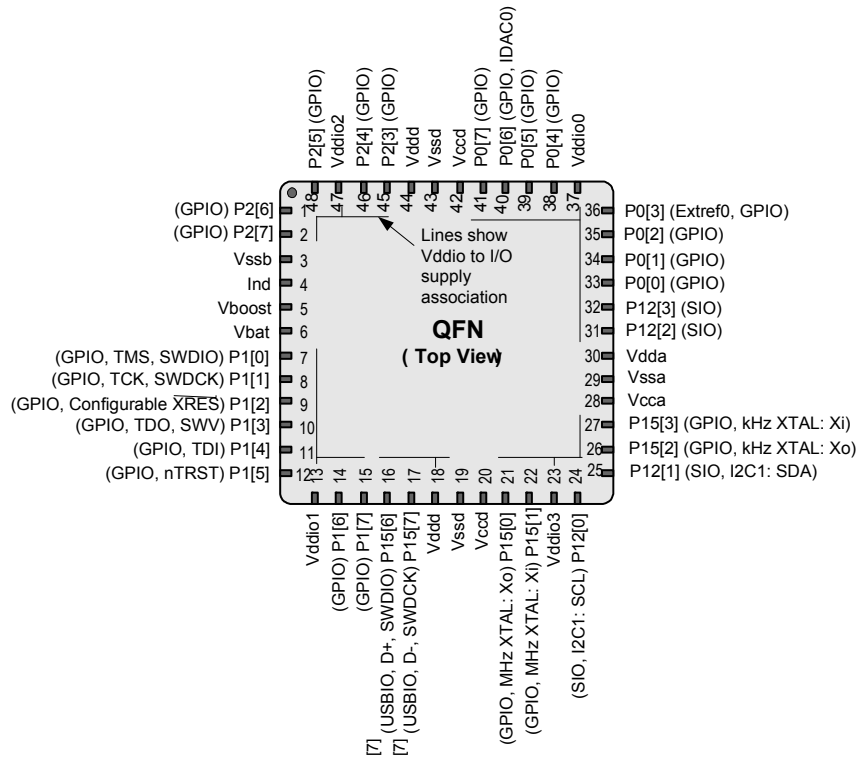 P2[5] (GPIO)
Vddio2
P2[4] (GPIO)
P2[3] (GPIO)
Vddd
Vssd
Vccd
P0[7] (GPIO)
P0[6] (GPIO, IDAC0)
P0[5] (GPIO)
P0[4] (GPIO)
Vddio0
48
47
46
45
44
43
42
41
40
39
38
37
(GPIO) P2[6] 1
(GPIO) P2[7] 2
Vssb 3
Ind 4
Vboost 5
Vbat 6
(GPIO, TMS, SWDIO) P1[0] 7
(GPIO, TCK, SWDCK) P1[1] 8
(GPIO, Configurable XRES) P1[2] 9
(GPIO, TDO, SWV) P1[3] 10
(GPIO, TDI) P1[4] 11
(GPIO, nTRST) P1[5] 12
Lines show
Vddio to I/O
supply
association
QFN
( Top View)
36 P0[3] (Extref0, GPIO)
35 P0[2] (GPIO)
34 P0[1] (GPIO)
33 P0[0] (GPIO)
32 P12[3] (SIO)
31 P12[2] (SIO)
30 Vdda
29 Vssa
28 Vcca
27 P15[3] (GPIO, kHz XTAL: Xi)
26 P15[2] (GPIO, kHz XTAL: Xo)
25 P12[1] (SIO, I2C1: SDA)
13
14
15
16
17
18
19
20
21
22
23
24
Vddio1
(GPIO) P1[6]
(GPIO) P1[7]
[7] (USBIO, D+, SWDIO) P15[6]
[7] (USBIO, D-, SWDCK) P15[7]
Vddd
Vssd
Vccd
(GPIO, MHz XTAL: Xo) P15[0]
(GPIO, MHz XTAL: Xi) P15[1]
Vddio3
(SIO, I2C1: SCL) P12[0]